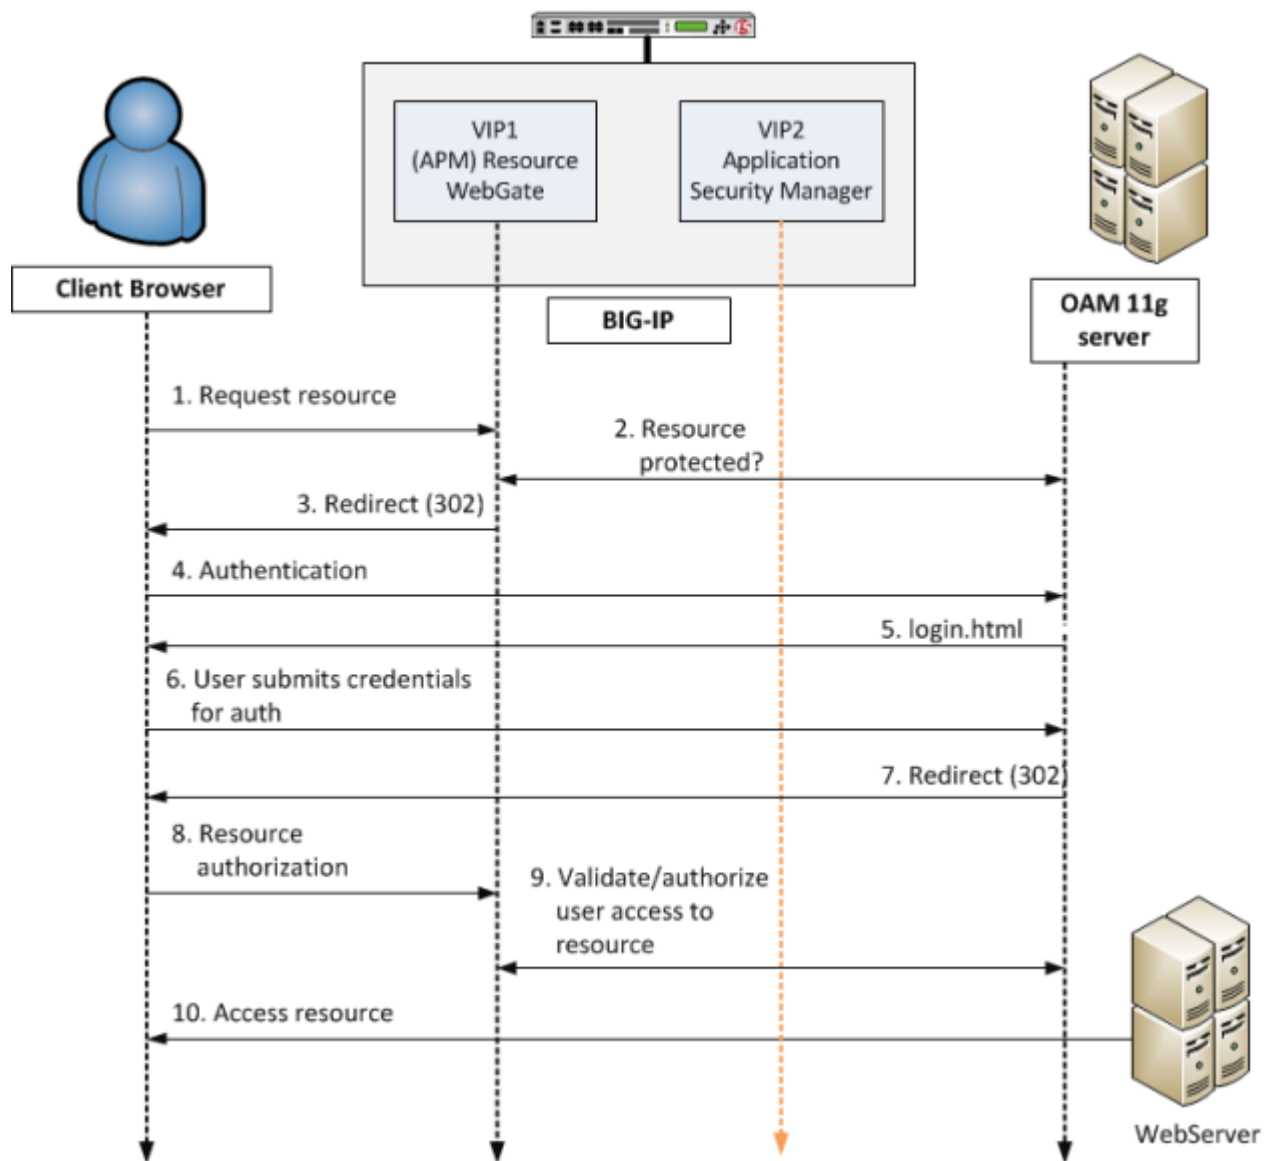 VIP1
(APM) Resource
WebGate
VIP2
Application
Security Manager
Client Browser
BIG-IP
OAM 11g
server
1. Request resource
2. Resource
protected?
3. Redirect (302)
4. Authentication
5. login.html
6. User submits credentials
for auth
7. Redirect (302)
8. Resource
authorization
9. Validate/authorize
user access to
resource
10. Access resource
WebServer